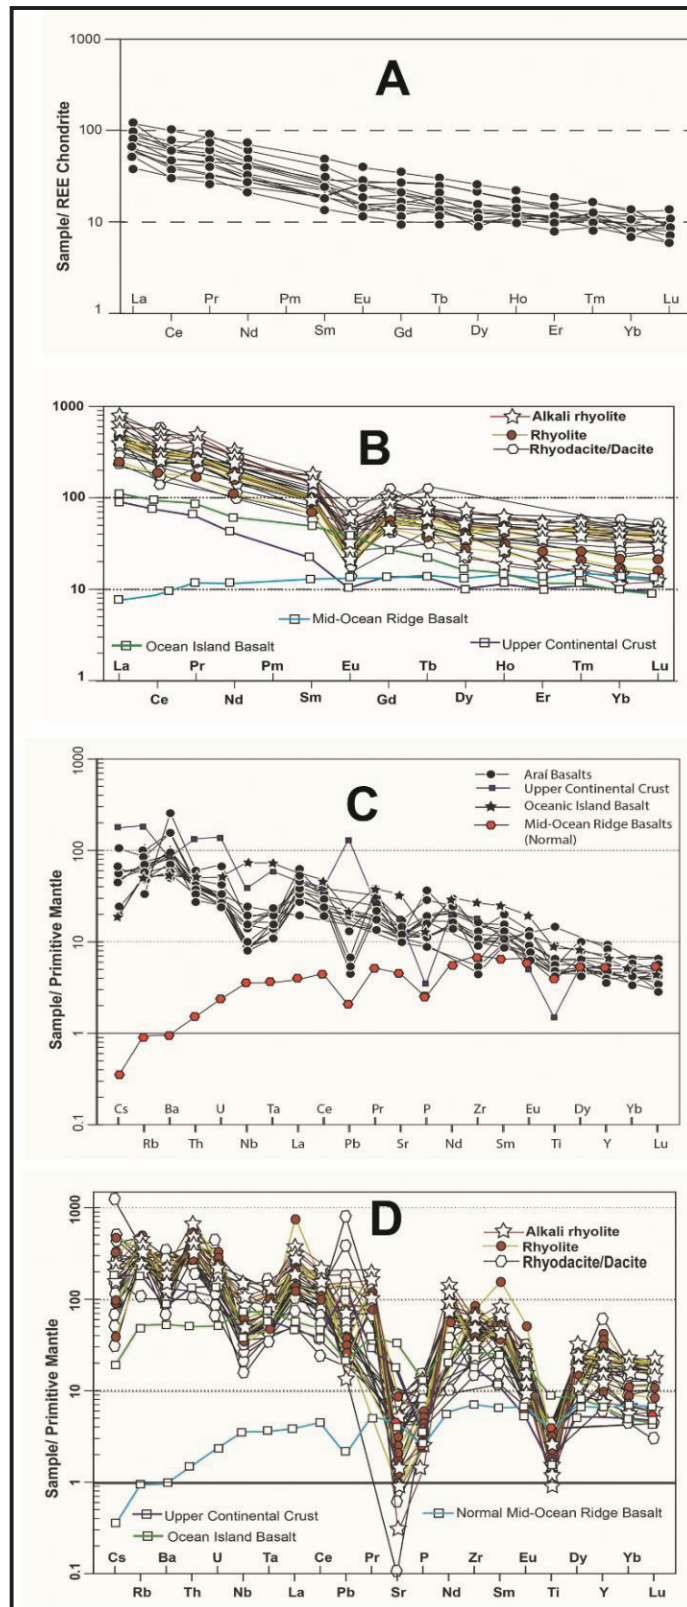 A
1000
100
10
1
Sample/ REE Chondrite
La Pr Pm Eu Tb Ho Tm Lu
Ce Nd Sm Gd Dy Er Yb
B
1000
100
10
1
Sample/ REE Chondrite
Alkali rhyolite
Rhyolite
Rhyodacite/Dacite
Mid-Ocean Ridge Basalt
Ocean Island Basalt
Upper Continental Crust
La Pr Pm Eu Tb Ho Tm Lu
Ce Nd Sm Gd Dy Er Yb
C
1000
100
10
1
0.1
Sample/ Primitive Mantle
Araí Basalts
Upper Continental Crust
Oceanic Island Basalt
Mid-Ocean Ridge Basalts
(Normal)
Cs Ba U Ta Ce Pr P Zr Eu Dy Yb
Rb Th Nb La Pb Sr Nd Sm Ti Y Lu
D
1000
100
10
1
0.1
Sample/ Primitive Mantle
Alkali rhyolite
Rhyolite
Rhyodacite/Dacite
Upper Continental Crust
Normal Mid-Ocean Ridge Basalt
Ocean Island Basalt
Cs Ba U Ta Ce Pr P Zr Eu Dy Yb
Rb Th Nb La Pb Sr Nd Sm Ti Y Lu